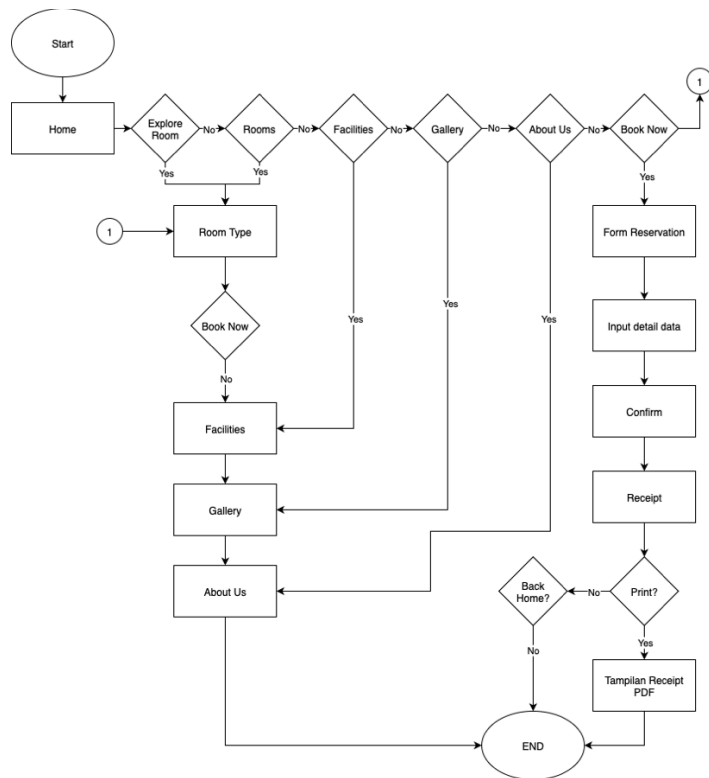 Start
1
Home
Explore
Room
No
Rooms
No
Facilities
No
Gallery
No
About Us
No
Book Now
Yes
Yes
Yes
1
Room Type
Form Reservation
Book Now
Yes
Yes
Yes
Input detail data
No
Facilities
Confirm
Gallery
Receipt
About Us
Back
Home?
No
Print?
No
Yes
Tampilan Receipt
PDF
END